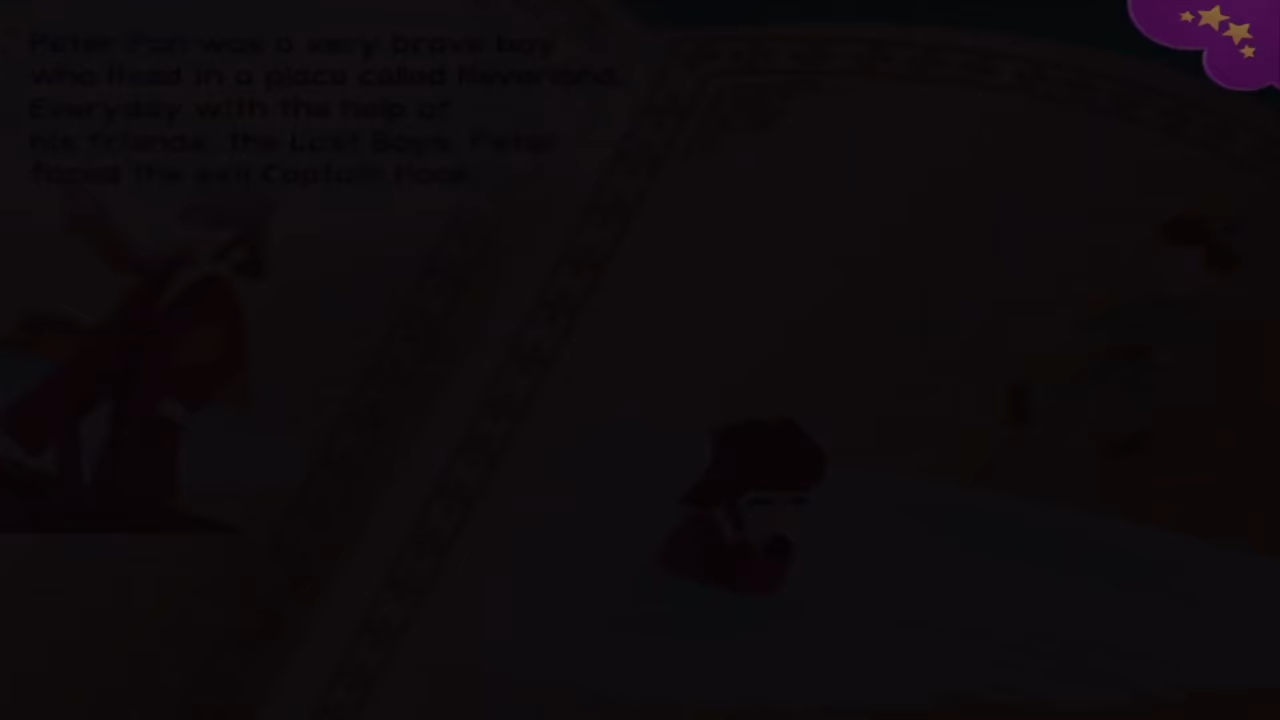 Peter Pan was a very brave boy
who lived in a place called Neverland.
Everyday with the help of
his friends, the Lost Boys, Peter
faced the evil Captain Hook.